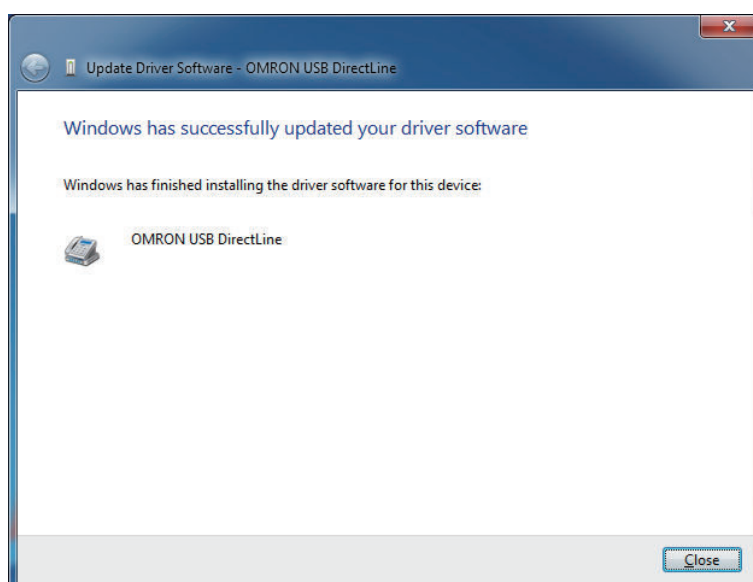 Update Driver Software - OMRON USB DirectLine
Windows has successfully updated your driver software
Windows has finished installing the driver software for this device:
OMRON USB DirectLine
Close